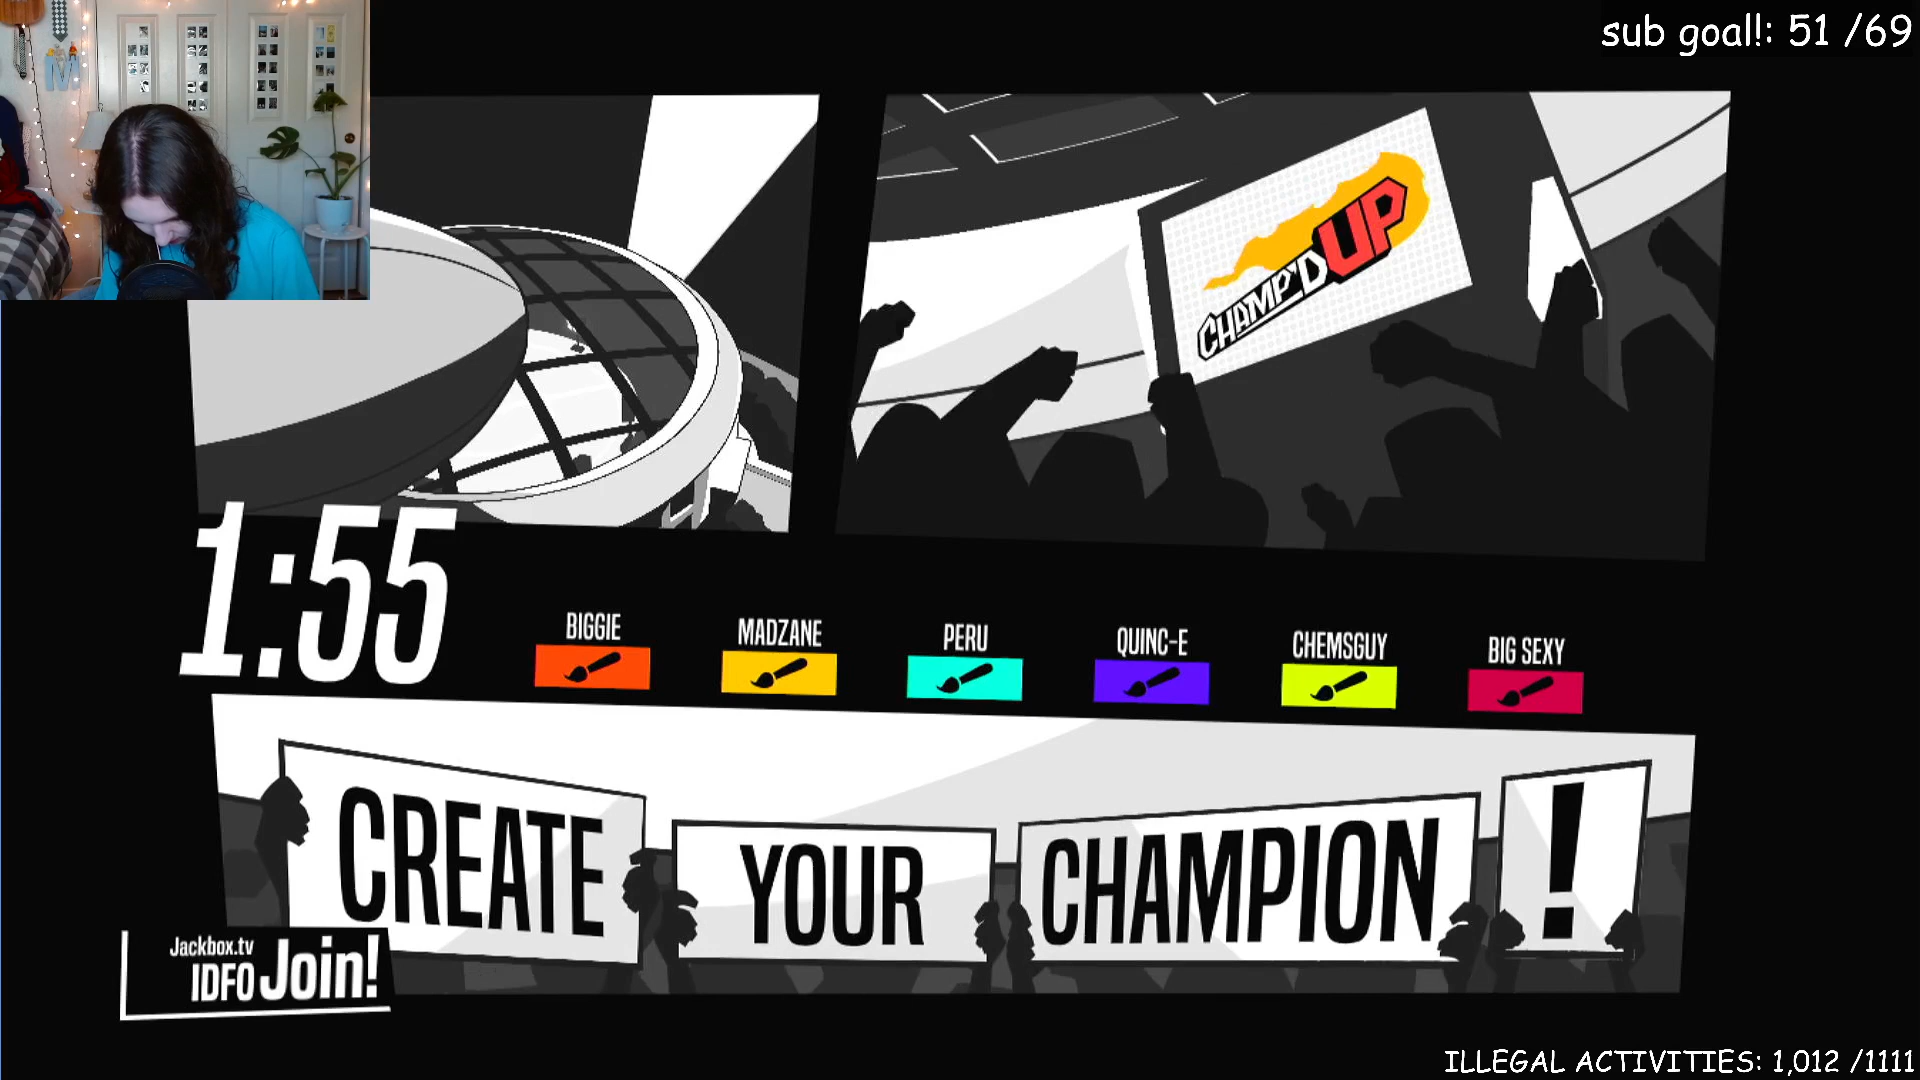 sub goal!: 51 /69
CHAMP'D UP
1:55
BIGGIE
MADZANE
PERU
QUINC-E
CHEMSGUY
BIG SEXY
CREATE YOUR CHAMPION !
Jackbox.tv
IDFO Join!
ILLEGAL ACTIVITIES: 1,012 /1111